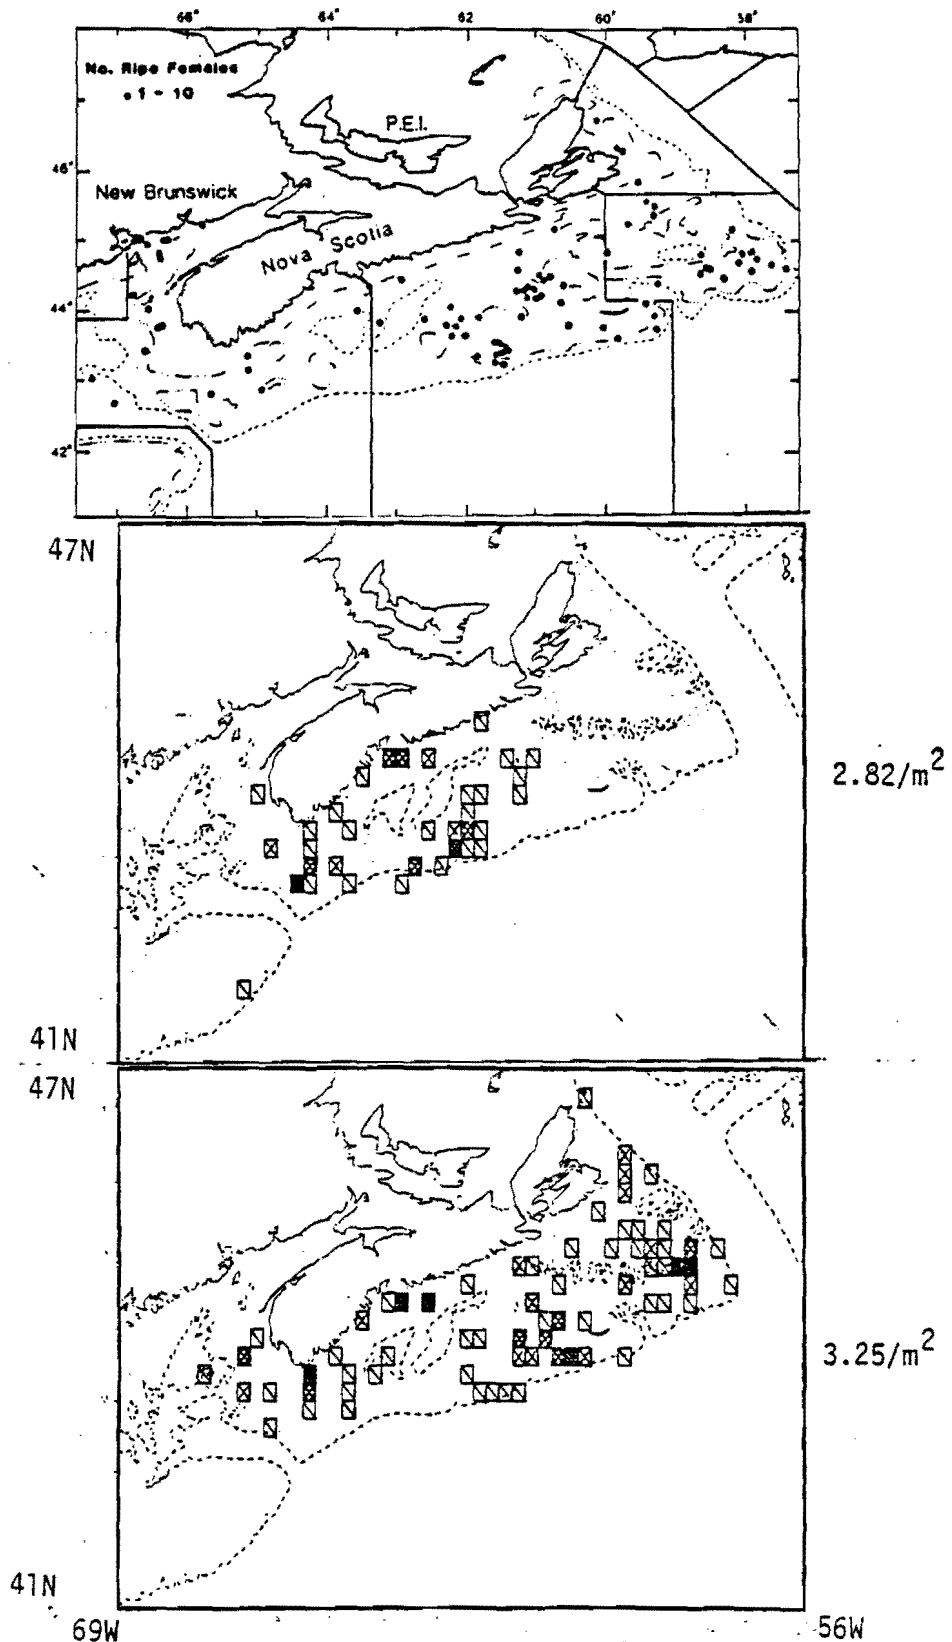 66° 64° 62 60° 58°
No. Ripe Females
• 1 - 10
P.E.I.
46°
New Brunswick
Nova Scotia
44°
42°
47N
2.82/m²
41N
47N
3.25/m²
41N
69W 56W